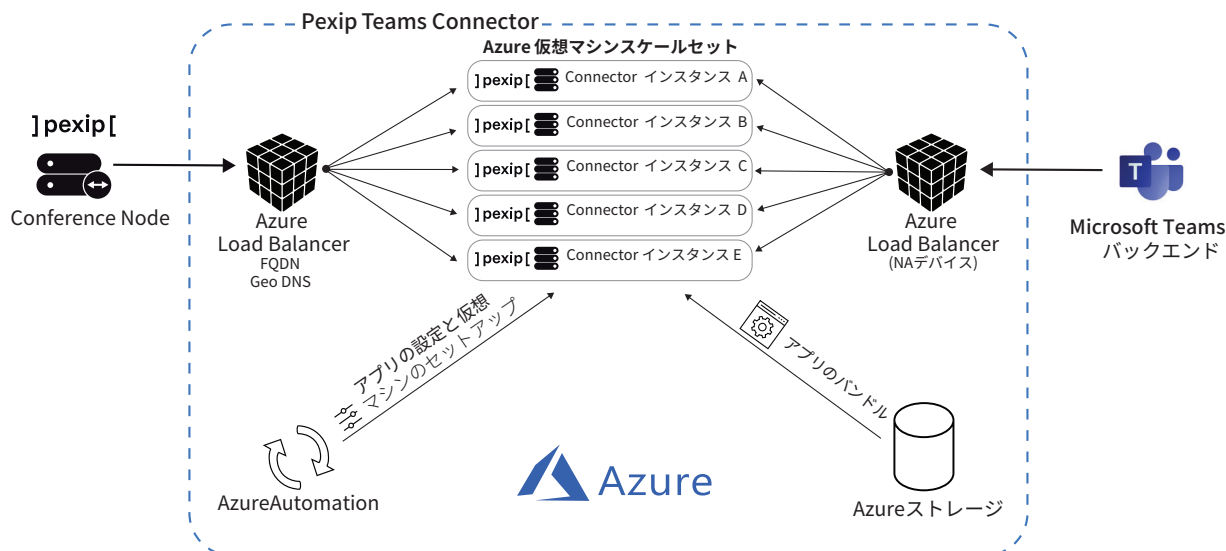 Pexip Teams Connector
Azure 仮想マシンスケールセット
]pexip[ Connector インスタンス A
]pexip[ Connector インスタンス B
]pexip[ Connector インスタンス C
]pexip[ Connector インスタンス D
]pexip[ Connector インスタンス E
]pexip[
Conference Node
Azure
Load Balancer
FQDN
Geo DNS
Azure
Load Balancer
(NAデバイス)
T
Microsoft Teams
バックエンド
アプリの設定と仮想
マシンのセットアップ
アプリのバンドル
AzureAutomation
Azure
Azureストレージ